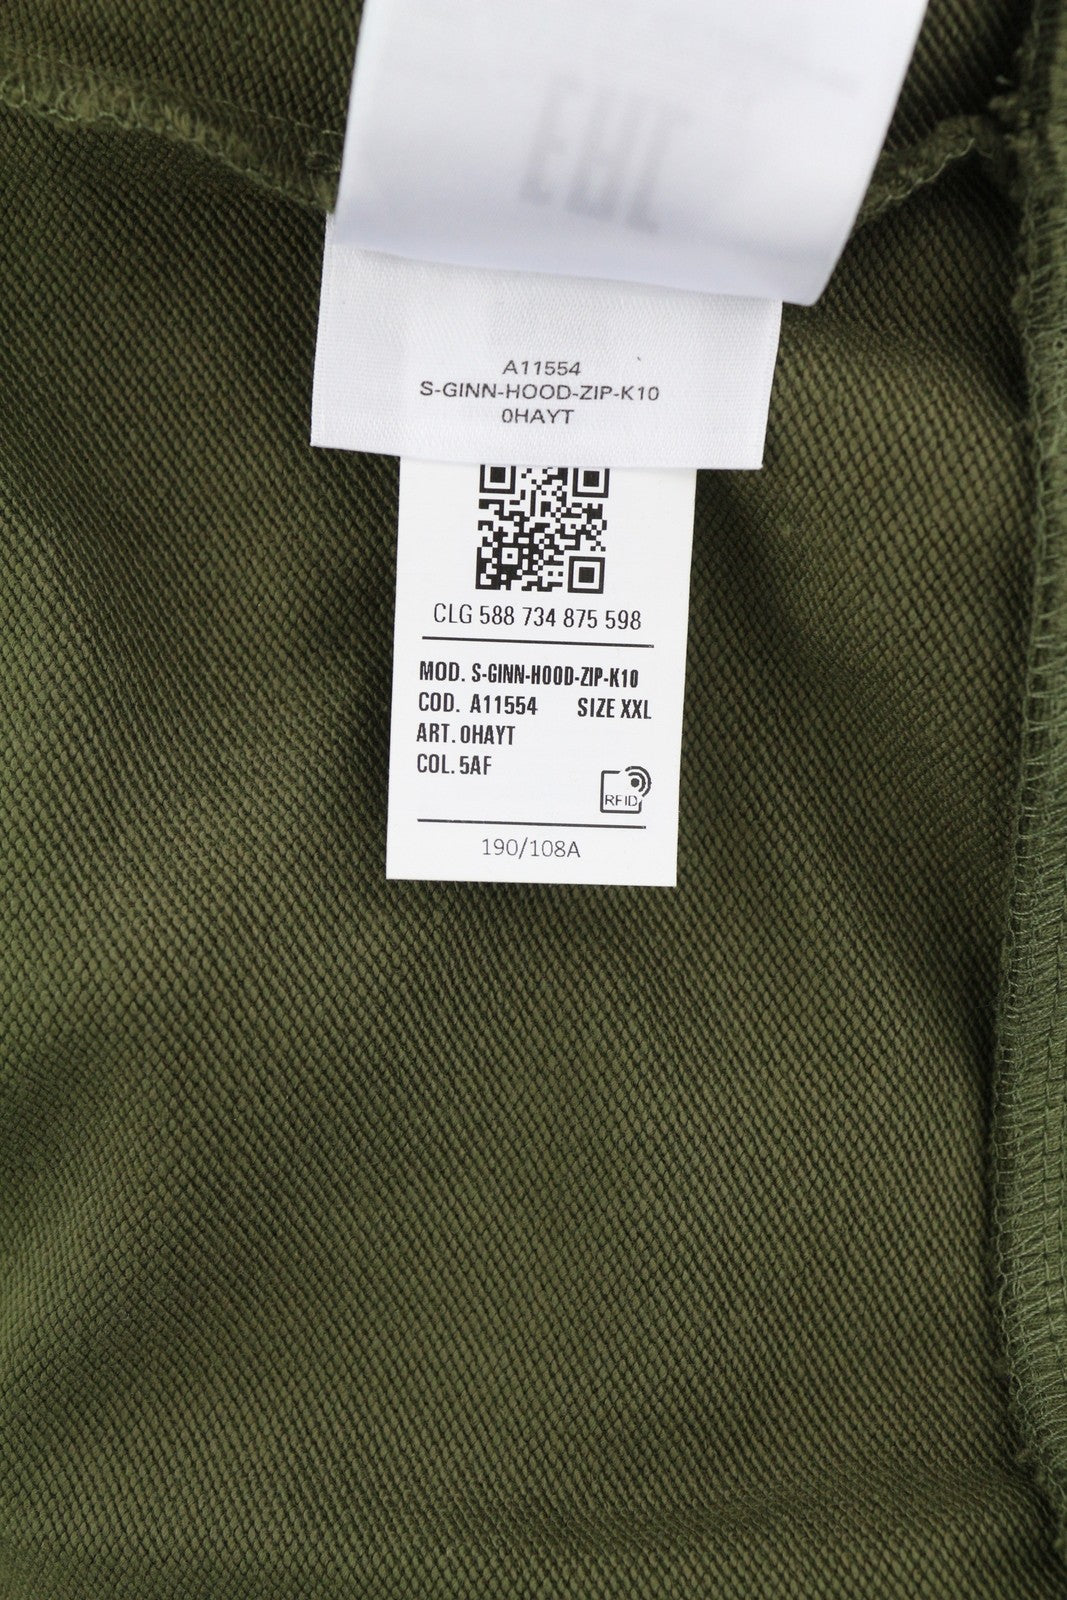 A11554
S-GINN-HOOD-ZIP-K10
0HAYT
CLG 588 734 875 598
MOD. S-GINN-HOOD-ZIP-K10
COD. A11554 SIZE XXL
ART. 0HAYT
COL. 5AF
RFID
190/108A